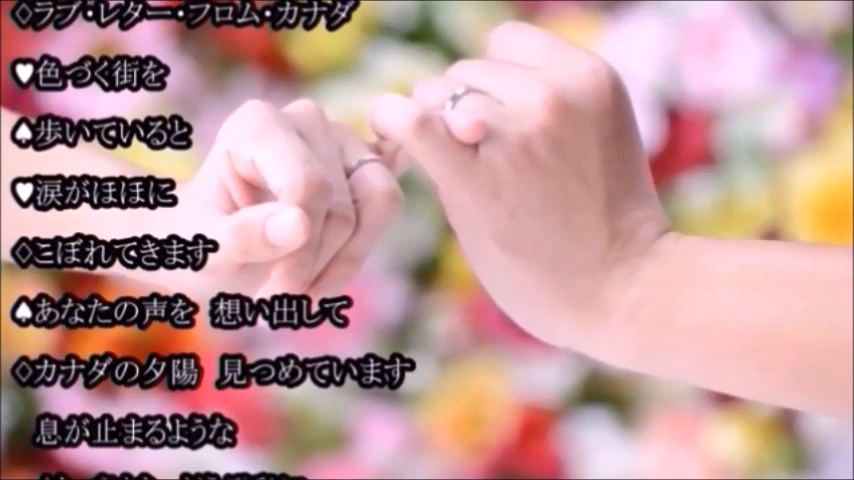 ◇ラブ・レター・フロム・カナダ
♥色づく街を
♠歩いていると
♥涙がほほに
◇こぼれてきます
♠あなたの声を 想い出して
◇カナダの夕陽 見つめています
息が止まるような